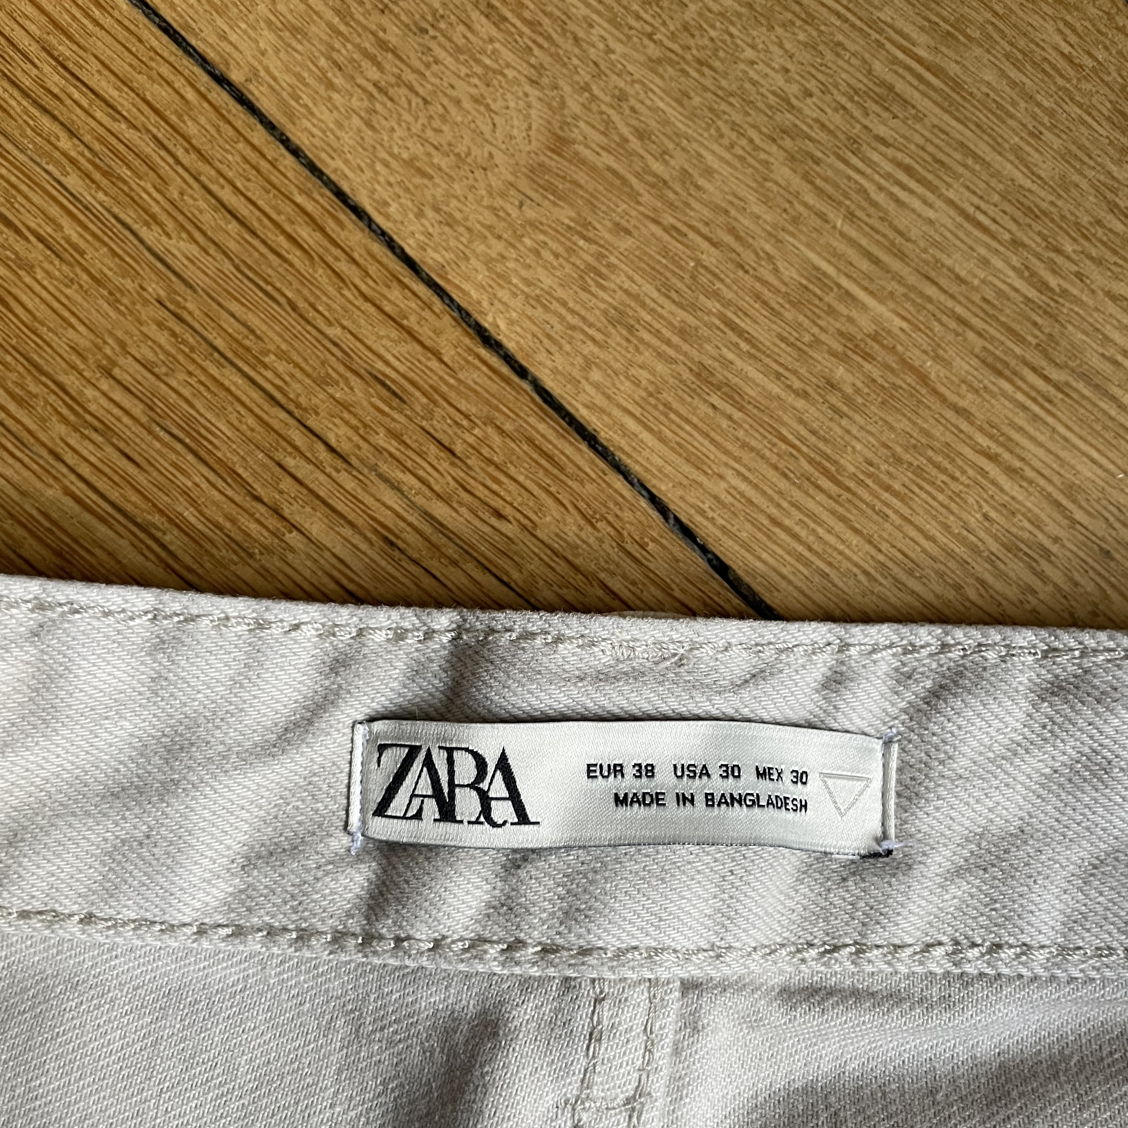 ZARA
EUR 38 USA 30 MEX 30
MADE IN BANGLADESH